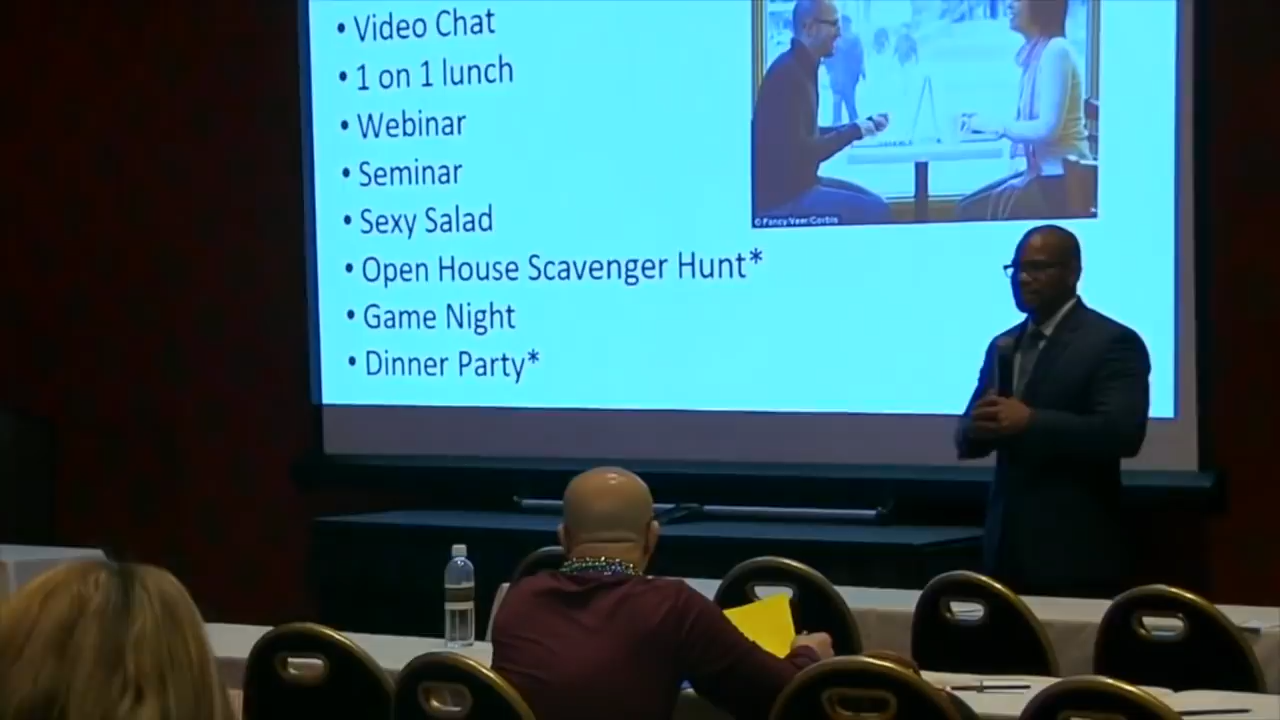 • Video Chat
• 1 on 1 lunch
• Webinar
• Seminar
• Sexy Salad
• Open House Scavenger Hunt*
• Game Night
• Dinner Party*
© Fancy/Veer/Corbis